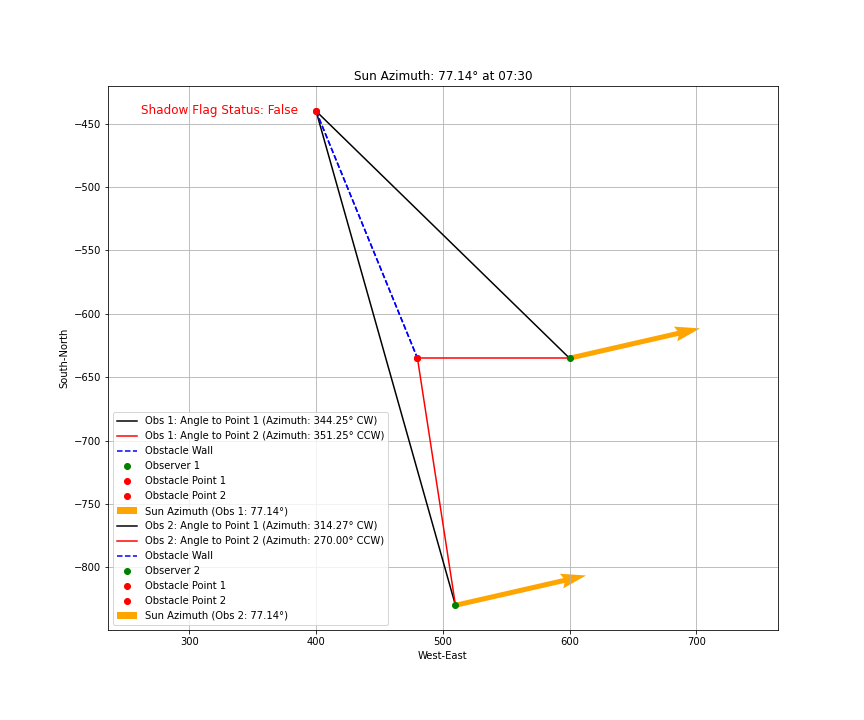 Sun Azimuth: 77.14° at 07:30
Shadow Flag Status: False
−450
−500
−550
−600
−650
−700
−750
−800
South-North
Obs 1: Angle to Point 1 (Azimuth: 344.25° CW)
Obs 1: Angle to Point 2 (Azimuth: 351.25° CCW)
Obstacle Wall
Observer 1
Obstacle Point 1
Obstacle Point 2
Sun Azimuth (Obs 1: 77.14°)
Obs 2: Angle to Point 1 (Azimuth: 314.27° CW)
Obs 2: Angle to Point 2 (Azimuth: 270.00° CCW)
Obstacle Wall
Observer 2
Obstacle Point 1
Obstacle Point 2
Sun Azimuth (Obs 2: 77.14°)
300 400 500 600 700
West-East